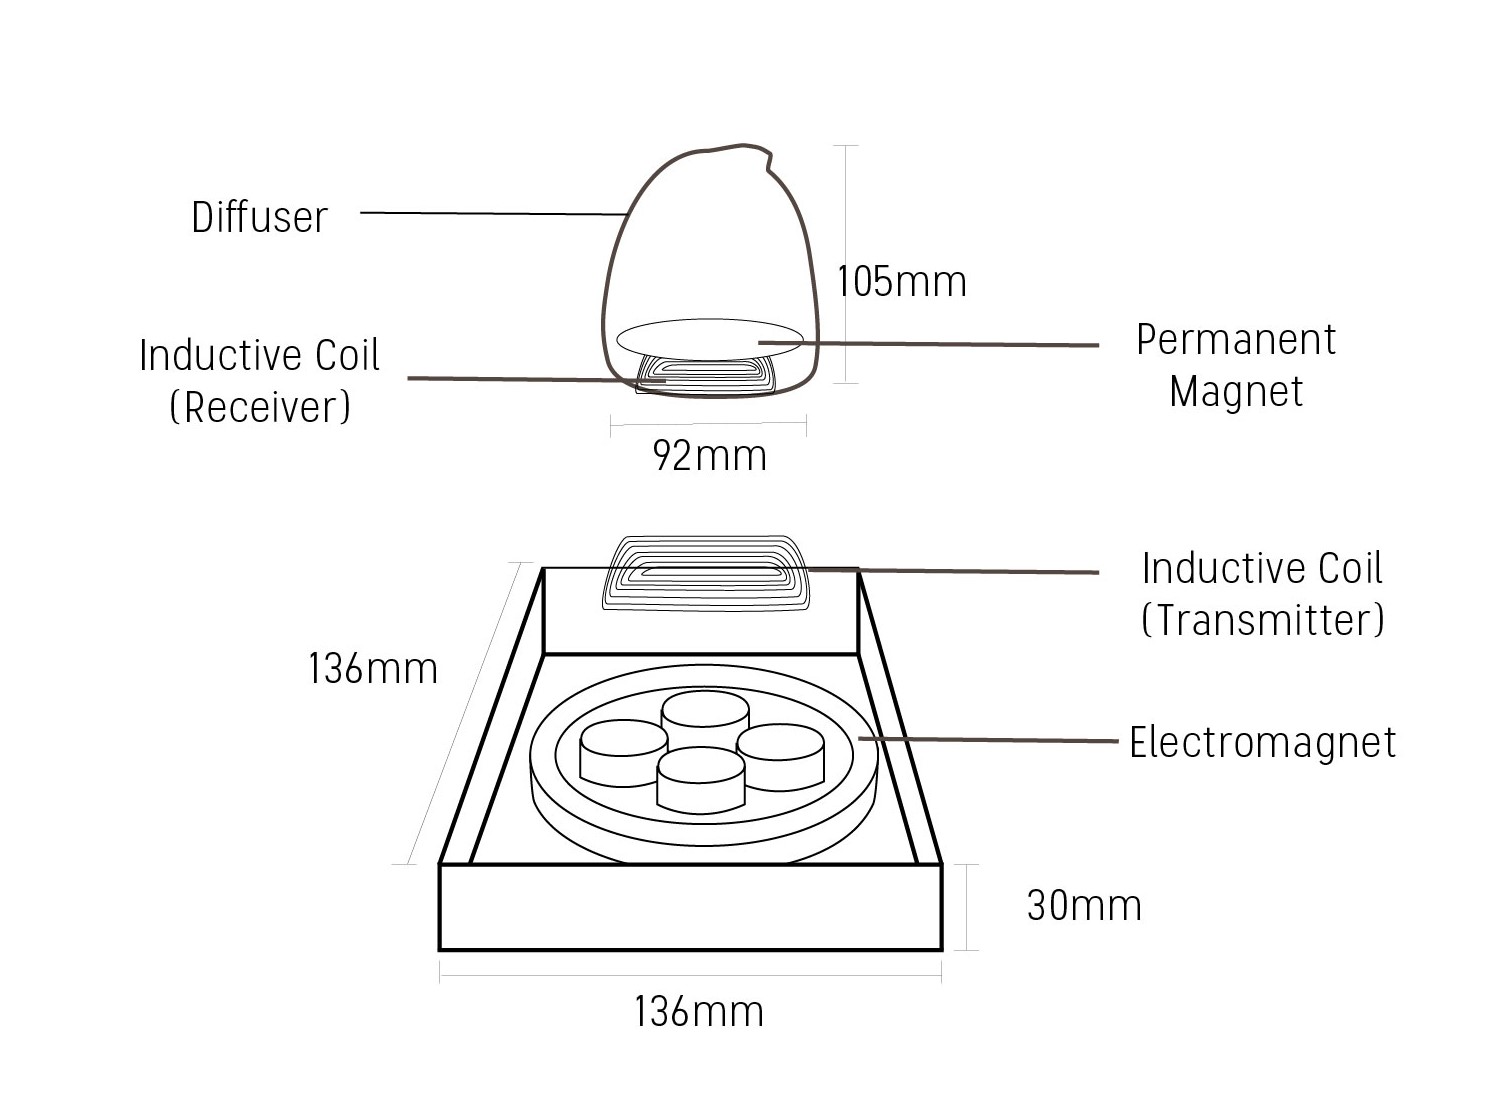 Diffuser
105mm
Permanent
Magnet
Inductive Coil
(Receiver)
92mm
Inductive Coil
(Transmitter)
136mm
Electromagnet
30mm
136mm